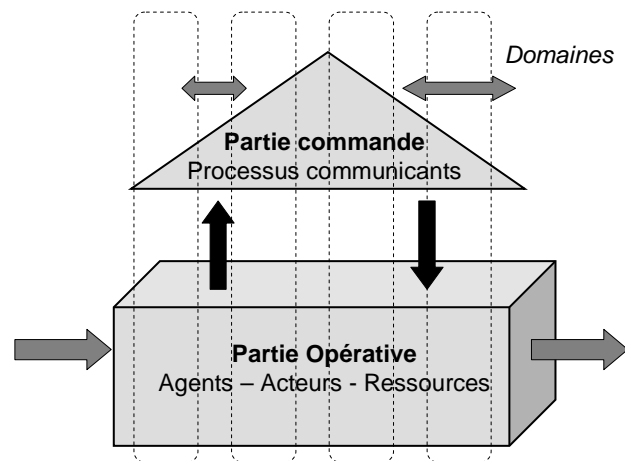 Domaines
Partie commande
Processus communicants
Partie Opérative
Agents – Acteurs - Ressources